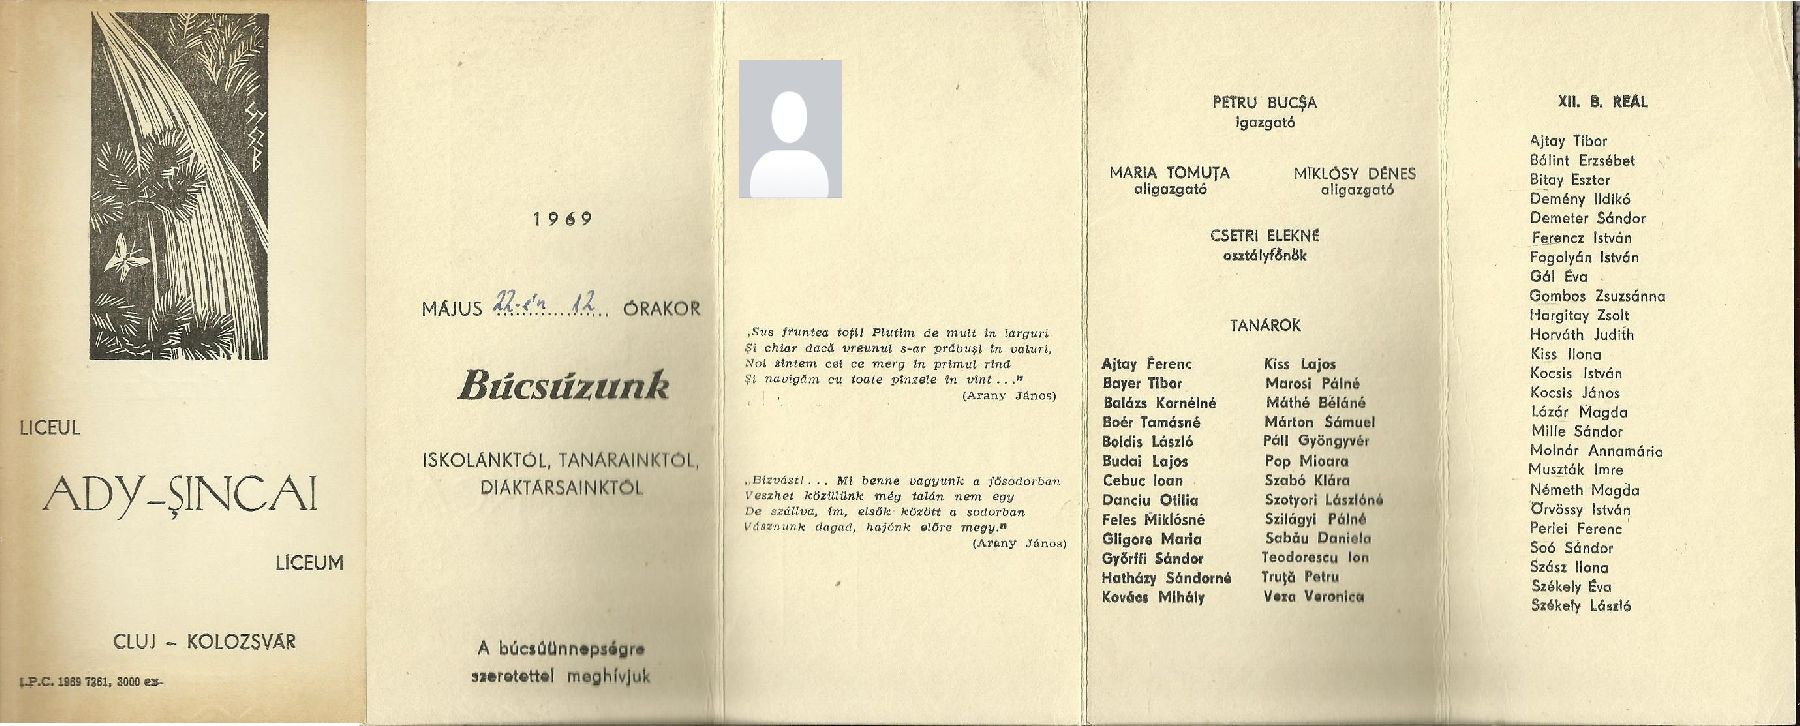 LICEUL
ADY-ȘINCAI
LICEUM
CLUJ – KOLOZSVÁR
I.P.C. 1969 7361, 3000 ex.
1969
MÁJUS 22-én 12 ÓRAKOR
Búcsúzunk
ISKOLÁNKTÓL, TANÁRAINKTÓL,
DIÁKTÁRSAINKTÓL
A búcsúünnepségre
szeretettel meghívjuk
„Sus fruntea toți! Plutim de mult în larguri
Și chiar dacă vreunul s-ar prăbuși în valuri,
Noi sîntem cei ce merg în primul rînd
Și navigăm cu toate pînzele în vînt ..."
(Arany János)
„Bizvást! ... Mi benne vagyunk a fősodorban
Veszhet közülünk még talán nem egy
De szállva, ím, elsők között a sodorban
Vásznunk dagad, hajónk előre megy."
(Arany János)
PETRU BUCȘA
igazgató
MARIA TOMUȚA
aligazgató
MIKLÓSY DÉNES
aligazgató
CSETRI ELEKNÉ
osztályfőnök
TANÁROK
Ajtay Ferenc
Bayer Tibor
Balázs Kornélné
Boér Tamásné
Boldis László
Budai Lajos
Cebuc Ioan
Danciu Otilia
Feles Miklósné
Gligore Maria
Győrffi Sándor
Hatházy Sándorné
Kovács Mihály
Kiss Lajos
Marosi Pálné
Máthé Béláné
Márton Sámuel
Páll Gyöngyvér
Pop Mioara
Szabó Klára
Szotyori Lászlóné
Szilágyi Pálné
Sabău Daniela
Teodorescu Ion
Truță Petru
Veza Veronica
XII. B. REÁL
Ajtay Tibor
Bálint Erzsébet
Bitay Eszter
Demény Ildikó
Demeter Sándor
Ferencz István
Fogolyán István
Gál Éva
Gombos Zsuzsánna
Hargitay Zsolt
Horváth Judith
Kiss Ilona
Kocsis István
Kocsis János
Lázár Magda
Mille Sándor
Molnár Annamária
Muszták Imre
Németh Magda
Örvössy István
Perlei Ferenc
Soó Sándor
Szász Ilona
Székely Éva
Székely László